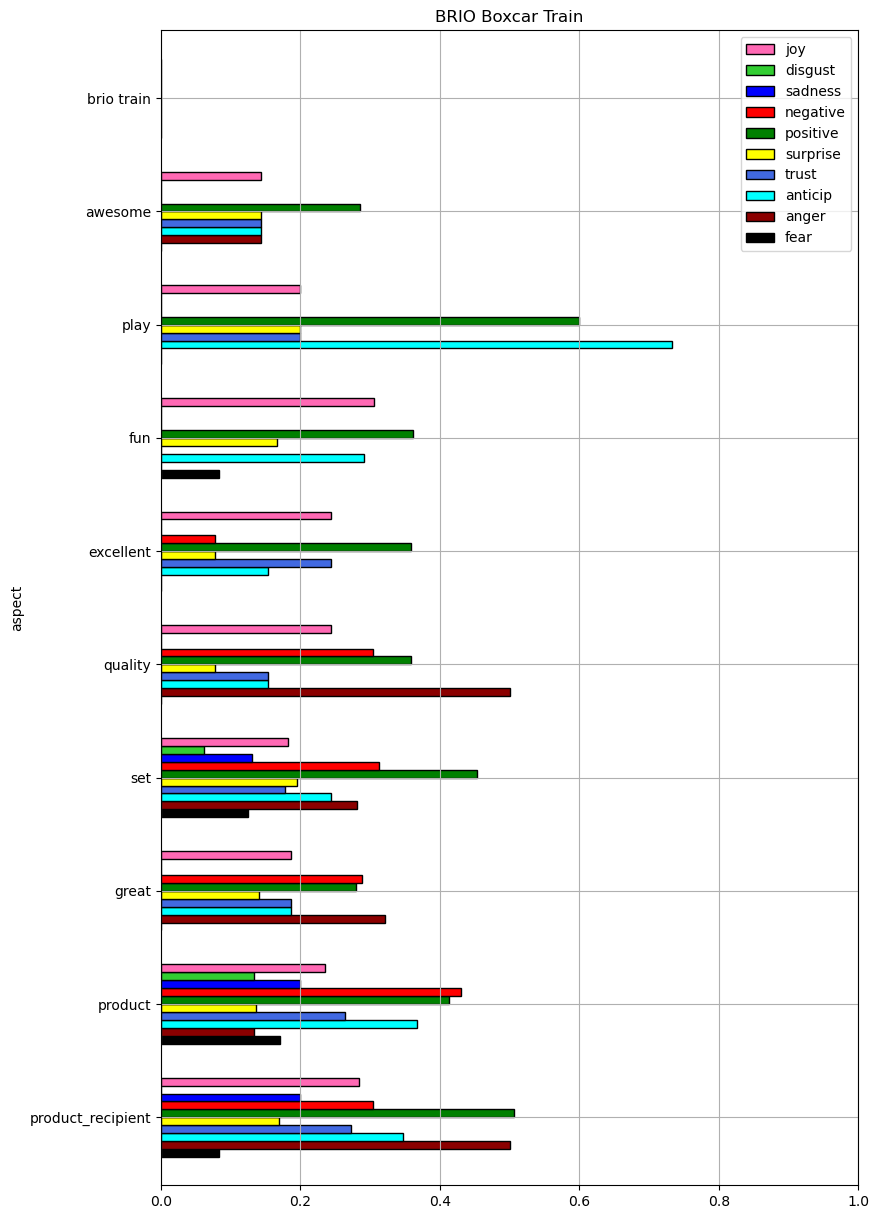 BRIO Boxcar Train
joy
disgust
sadness
negative
positive
surprise
trust
anticip
anger
fear
aspect
brio train
awesome
play
fun
excellent
quality
set
great
product
product_recipient
0.0 0.2 0.4 0.6 0.8 1.0